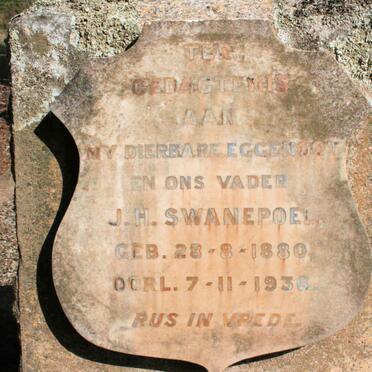 TER
GEDAGTENIS
AAN
MY DIERBARE EGGENOOT
EN ONS VADER
J.H. SWANEPOEL
GEB. 28-8-1880,
OORL. 7-11-1936.
RUS IN VREDE.